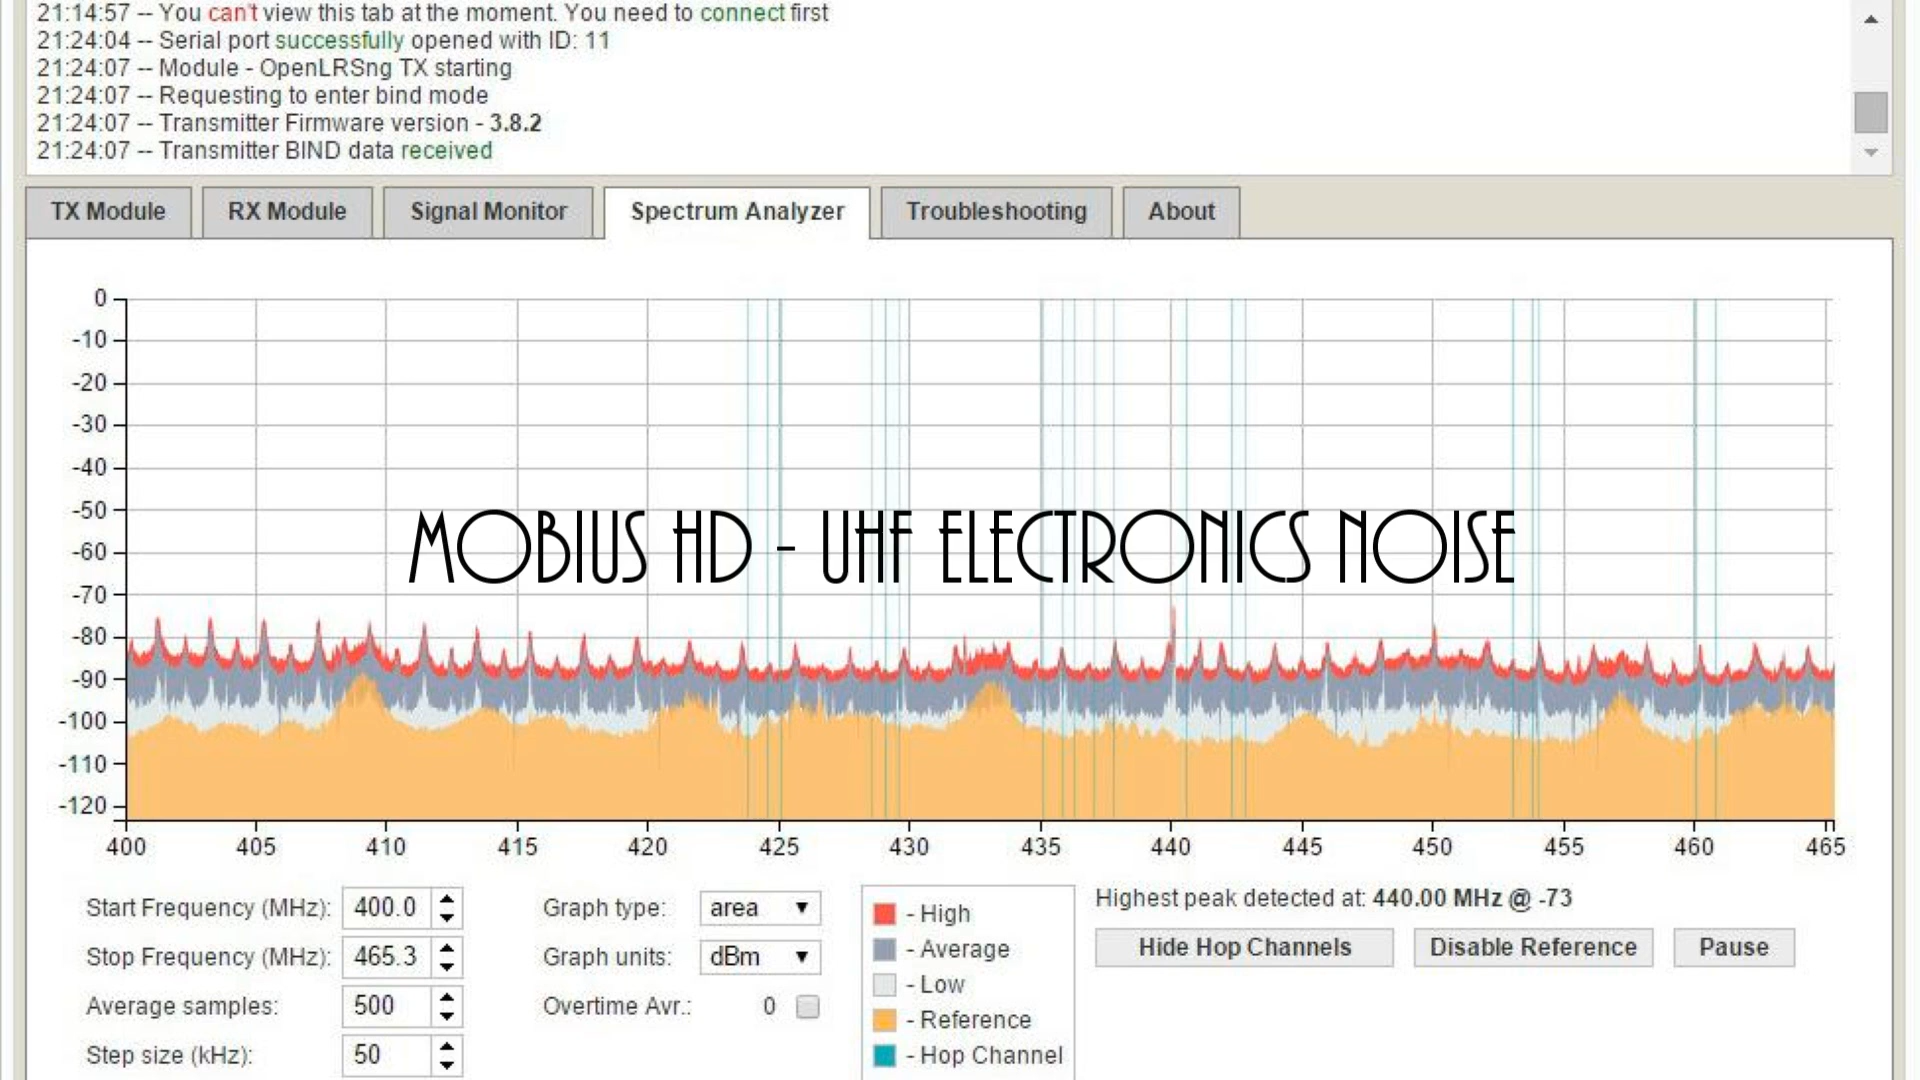 21:14:57 -- You can't view this tab at the moment. You need to connect first
21:24:04 -- Serial port successfully opened with ID: 11
21:24:07 -- Module - OpenLRSng TX starting
21:24:07 -- Requesting to enter bind mode
21:24:07 -- Transmitter Firmware version - 3.8.2
21:24:07 -- Transmitter BIND data received
TX Module RX Module Signal Monitor Spectrum Analyzer Troubleshooting About
0
-10
-20
-30
-40
-50
MOBIUS HD - UHF ELECTRONICS NOISE
-60
-70
-80
-90
-100
-110
-120
400 405 410 415 420 425 430 435 440 445 450 455 460 465
Start Frequency (MHz): 400.0
Stop Frequency (MHz): 465.3
Average samples: 500
Step size (kHz): 50
Graph type: area
Graph units: dBm
Overtime Avr.: 0
- High
- Average
- Low
- Reference
- Hop Channel
Highest peak detected at: 440.00 MHz @ -73
Hide Hop Channels Disable Reference Pause